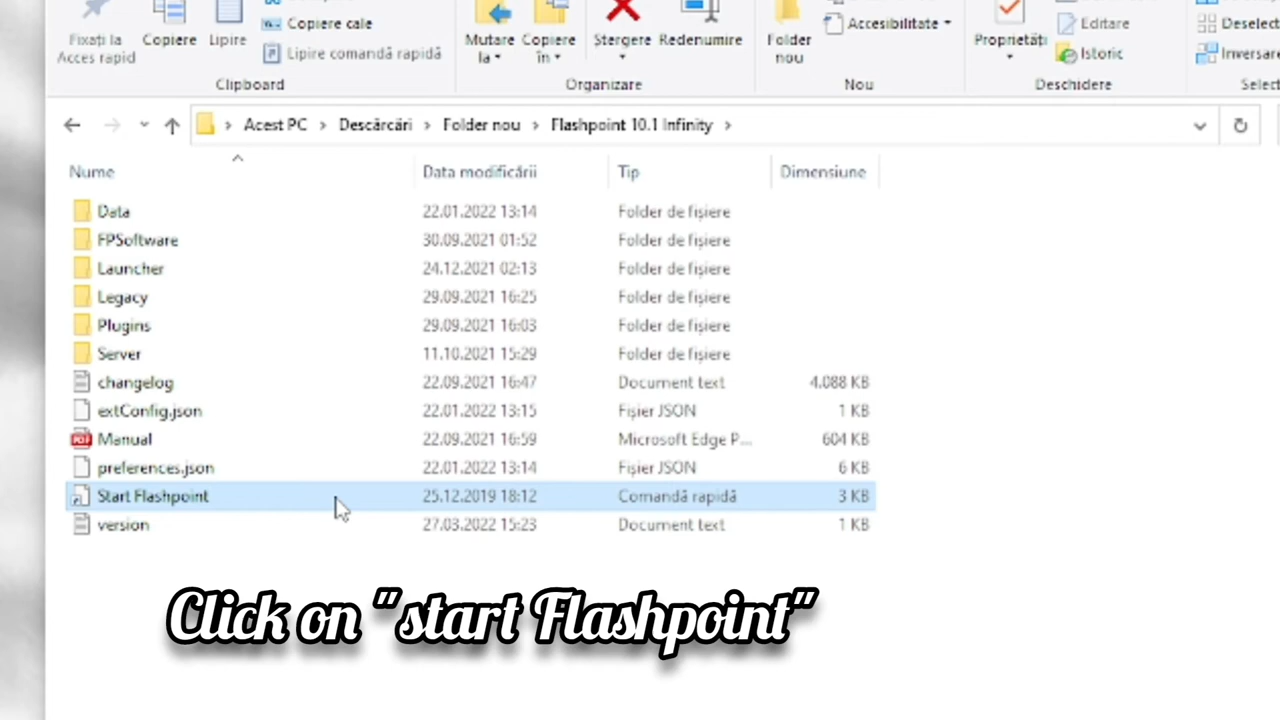 Copiere cale
Fixați la
Acces rapid
Copiere
Lipire
Lipire comandă rapidă
Mutare
la
Copiere
în
Ștergere
Redenumire
Folder
nou
Accesibilitate
Proprietăți
Editare
Istoric
Deselect
Inversare
Clipboard
Organizare
Nou
Deschidere
Select
Acest PC > Descărcări > Folder nou > Flashpoint 10.1 Infinity >
Nume Data modificării Tip Dimensiune
Data 22.01.2022 13:14 Folder de fișiere
FPSoftware 30.09.2021 01:52 Folder de fișiere
Launcher 24.12.2021 02:13 Folder de fișiere
Legacy 29.09.2021 16:25 Folder de fișiere
Plugins 29.09.2021 16:03 Folder de fișiere
Server 11.10.2021 15:29 Folder de fișiere
changelog 22.09.2021 16:47 Document text 4.088 KB
extConfig.json 22.01.2022 13:15 Fișier JSON 1 KB
PDF Manual 22.09.2021 16:59 Microsoft Edge P... 604 KB
preferences.json 22.01.2022 13:14 Fișier JSON 6 KB
Start Flashpoint 25.12.2019 18:12 Comandă rapidă 3 KB
version 27.03.2022 15:23 Document text 1 KB
Click on "start Flashpoint"